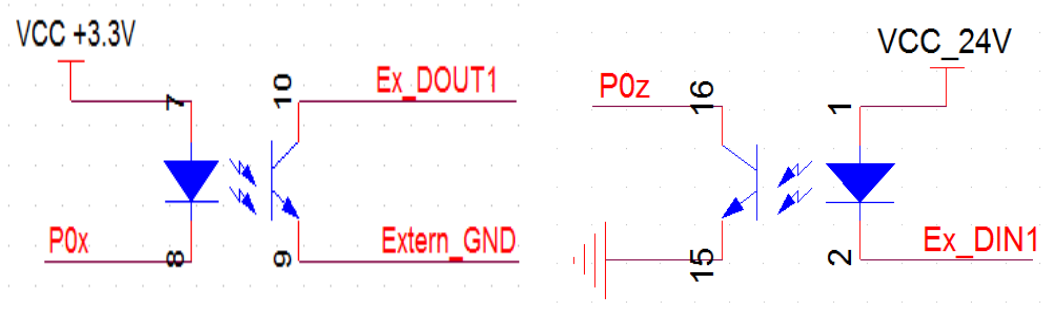 VCC +3.3V
7
10
Ex_DOUT1
P0x
8
9
Extern_GND
VCC_24V
P0z
16
1
15
2
Ex_DIN1